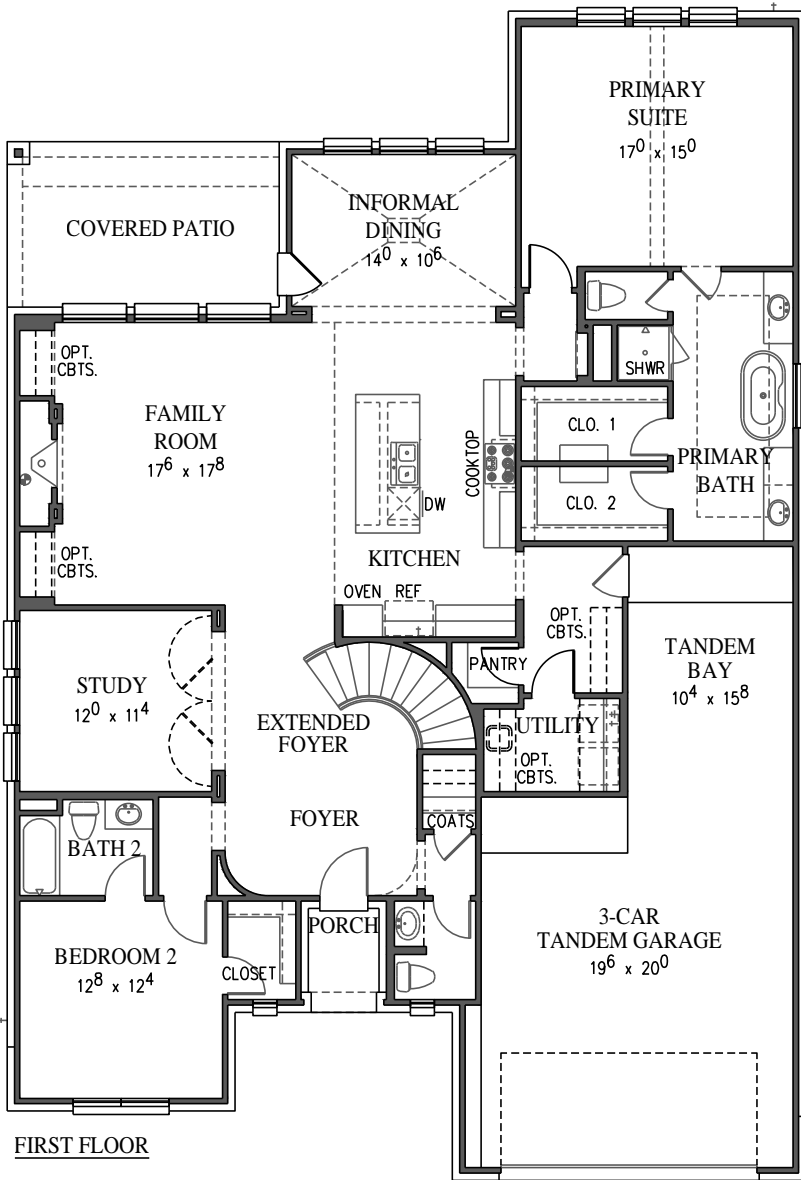 PRIMARY
SUITE
17⁰ x 15⁰
INFORMAL
DINING
14⁰ x 10⁶
COVERED PATIO
OPT.
CBTS.
FAMILY
ROOM
17⁶ x 17⁸
OPT.
CBTS.
COOKTOP
DW
KITCHEN
OVEN REF
SHWR
CLO. 1
CLO. 2
PRIMARY
BATH
OPT.
CBTS.
PANTRY
TANDEM
BAY
10⁴ x 15⁸
STUDY
12⁰ x 11⁴
EXTENDED
FOYER
UTILITY
OPT.
CBTS.
FOYER
COATS
BATH 2
BEDROOM 2
12⁸ x 12⁴
CLOSET
PORCH
3-CAR
TANDEM GARAGE
19⁶ x 20⁰
FIRST FLOOR